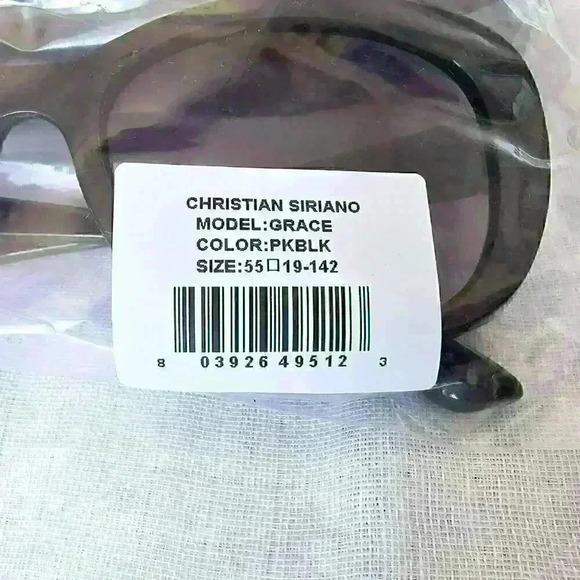 CHRISTIAN SIRIANO
MODEL:GRACE
COLOR:PKBLK
SIZE:55□19-142
8 03926 49512 3